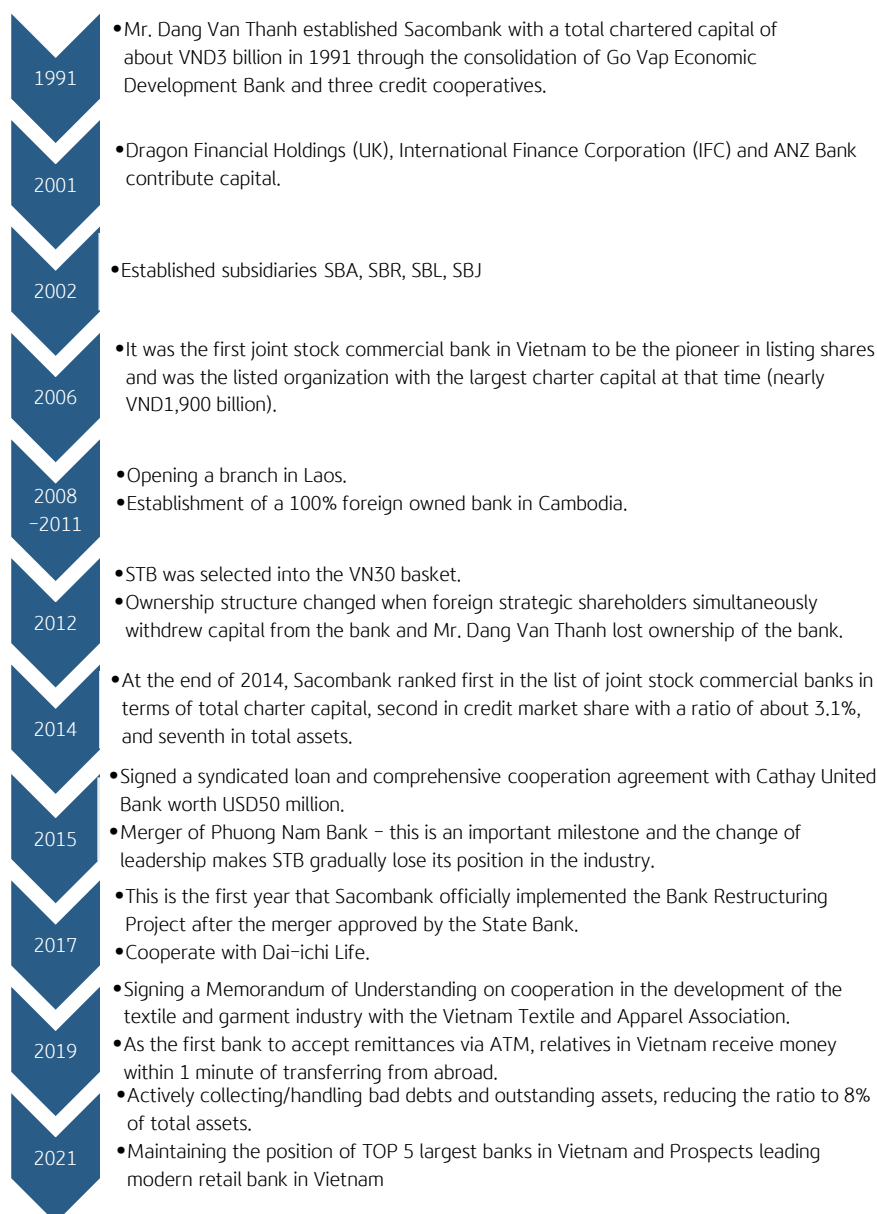 1991
•Mr. Dang Van Thanh established Sacombank with a total chartered capital of
about VND3 billion in 1991 through the consolidation of Go Vap Economic
Development Bank and three credit cooperatives.
2001
•Dragon Financial Holdings (UK), International Finance Corporation (IFC) and ANZ Bank
contribute capital.
2002
•Established subsidiaries SBA, SBR, SBL, SBJ
2006
•It was the first joint stock commercial bank in Vietnam to be the pioneer in listing shares
and was the listed organization with the largest charter capital at that time (nearly
VND1,900 billion).
2008
-2011
•Opening a branch in Laos.
•Establishment of a 100% foreign owned bank in Cambodia.
2012
•STB was selected into the VN30 basket.
•Ownership structure changed when foreign strategic shareholders simultaneously
withdrew capital from the bank and Mr. Dang Van Thanh lost ownership of the bank.
2014
•At the end of 2014, Sacombank ranked first in the list of joint stock commercial banks in
terms of total charter capital, second in credit market share with a ratio of about 3.1%,
and seventh in total assets.
2015
•Signed a syndicated loan and comprehensive cooperation agreement with Cathay United
Bank worth USD50 million.
•Merger of Phuong Nam Bank - this is an important milestone and the change of
leadership makes STB gradually lose its position in the industry.
2017
•This is the first year that Sacombank officially implemented the Bank Restructuring
Project after the merger approved by the State Bank.
•Cooperate with Dai-ichi Life.
2019
•Signing a Memorandum of Understanding on cooperation in the development of the
textile and garment industry with the Vietnam Textile and Apparel Association.
•As the first bank to accept remittances via ATM, relatives in Vietnam receive money
within 1 minute of transferring from abroad.
2021
•Actively collecting/handling bad debts and outstanding assets, reducing the ratio to 8%
of total assets.
•Maintaining the position of TOP 5 largest banks in Vietnam and Prospects leading
modern retail bank in Vietnam